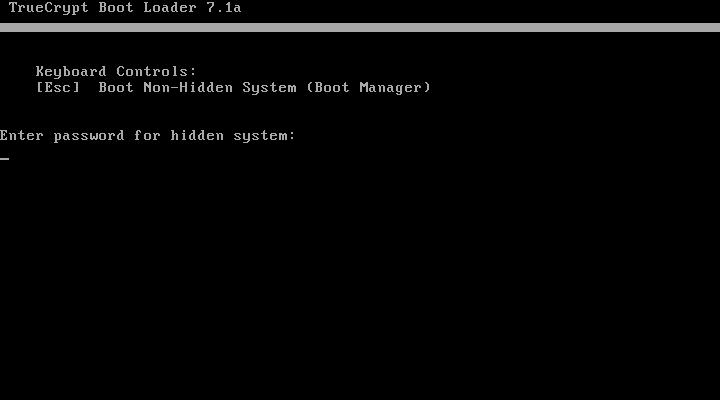 TrueCrypt Boot Loader 7.1a
Keyboard Controls:
[Esc]  Boot Non-Hidden System (Boot Manager)
Enter password for hidden system:
_